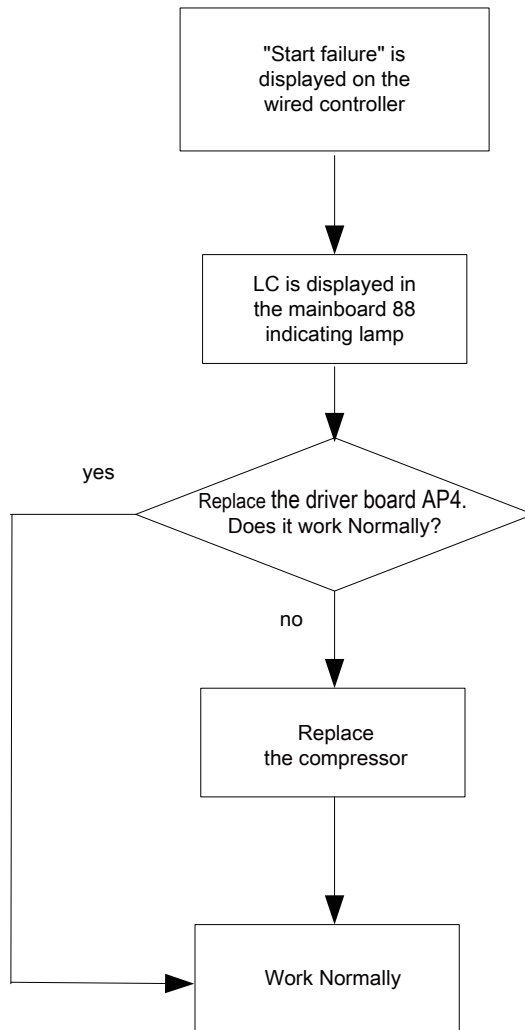 "Start failure" is
displayed on the
wired controller
LC is displayed in
the mainboard 88
indicating lamp
yes
Replace the driver board AP4.
Does it work Normally?
no
Replace
the compressor
Work Normally